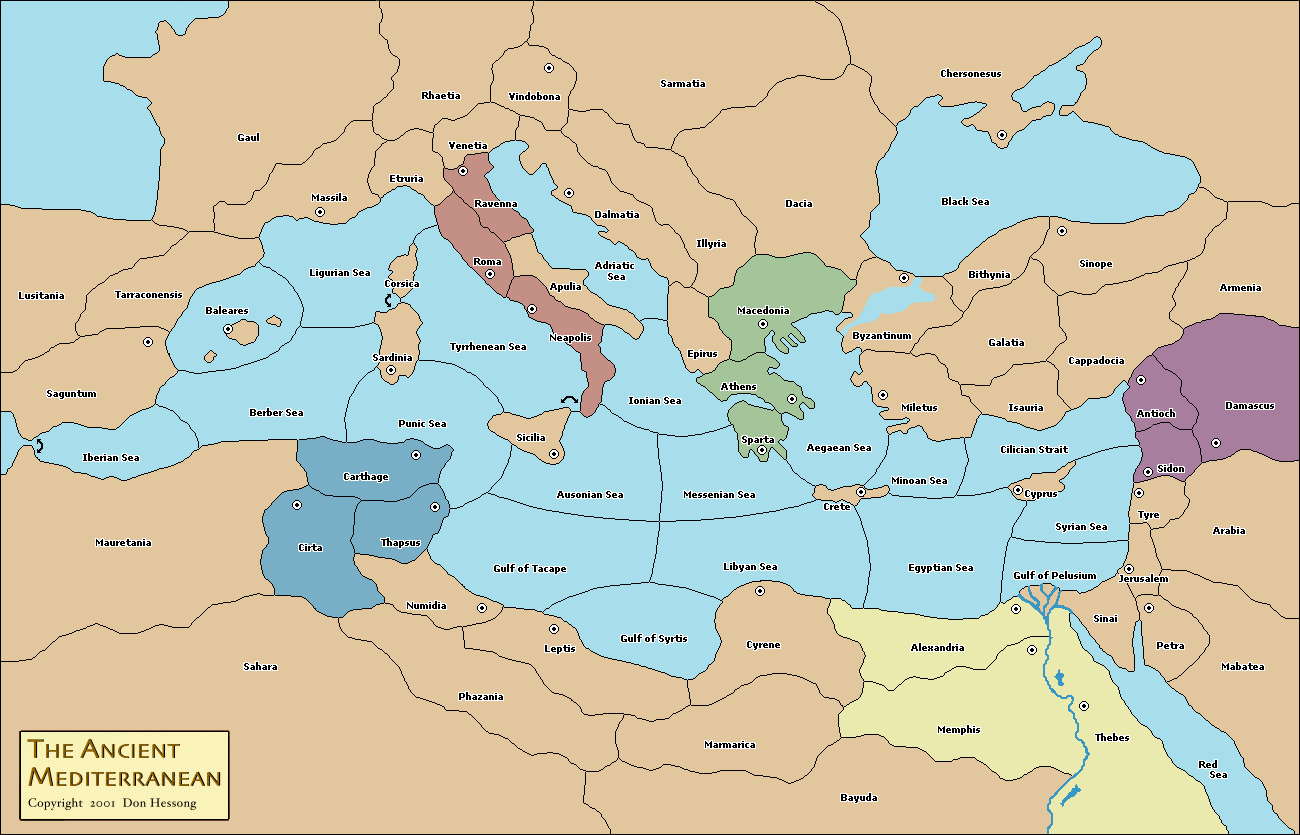 Chersonesus
Sarmatia
Rhaetia
Vindobona
Gaul
Venetia
Etruria
Massila
Ravenna
Dalmatia
Dacia
Black Sea
Illyria
Roma
Adriatic
Sea
Ligurian Sea
Corsica
Apulia
Bithynia
Sinope
Armenia
Lusitania
Tarraconensis
Baleares
Macedonia
Neapolis
Byzantinum
Galatia
Tyrrhenean Sea
Sardinia
Epirus
Cappadocia
Athens
Saguntum
Ionian Sea
Miletus
Isauria
Antioch
Damascus
Berber Sea
Punic Sea
Sicilia
Sparta
Aegaean Sea
Cilician Strait
Iberian Sea
Carthage
Sidon
Minoan Sea
Ausonian Sea
Messenian Sea
Crete
Cyprus
Tyre
Syrian Sea
Arabia
Mauretania
Cirta
Thapsus
Gulf of Tacape
Libyan Sea
Egyptian Sea
Gulf of Pelusium
Jerusalem
Numidia
Sinai
Gulf of Syrtis
Leptis
Cyrene
Alexandria
Petra
Sahara
Mabatea
Phazania
Memphis
Thebes
Marmarica
Red
Sea
Bayuda
THE ANCIENT
MEDITERRANEAN
Copyright 2001 Don Hessong